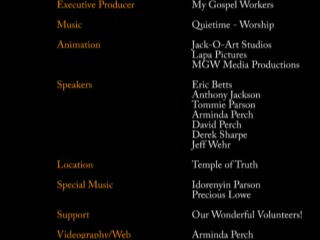 Executive Producer My Gospel Workers
Music Quietime - Worship
Animation Jack-O-Art Studios
Lapa Pictures
MGW Media Productions
Speakers Eric Betts
Anthony Jackson
Tommie Parson
Arminda Perch
David Perch
Derek Sharpe
Jeff Wehr
Location Temple of Truth
Special Music Idorenyin Parson
Precious Lowe
Support Our Wonderful Volunteers!
Videography/Web Arminda Perch